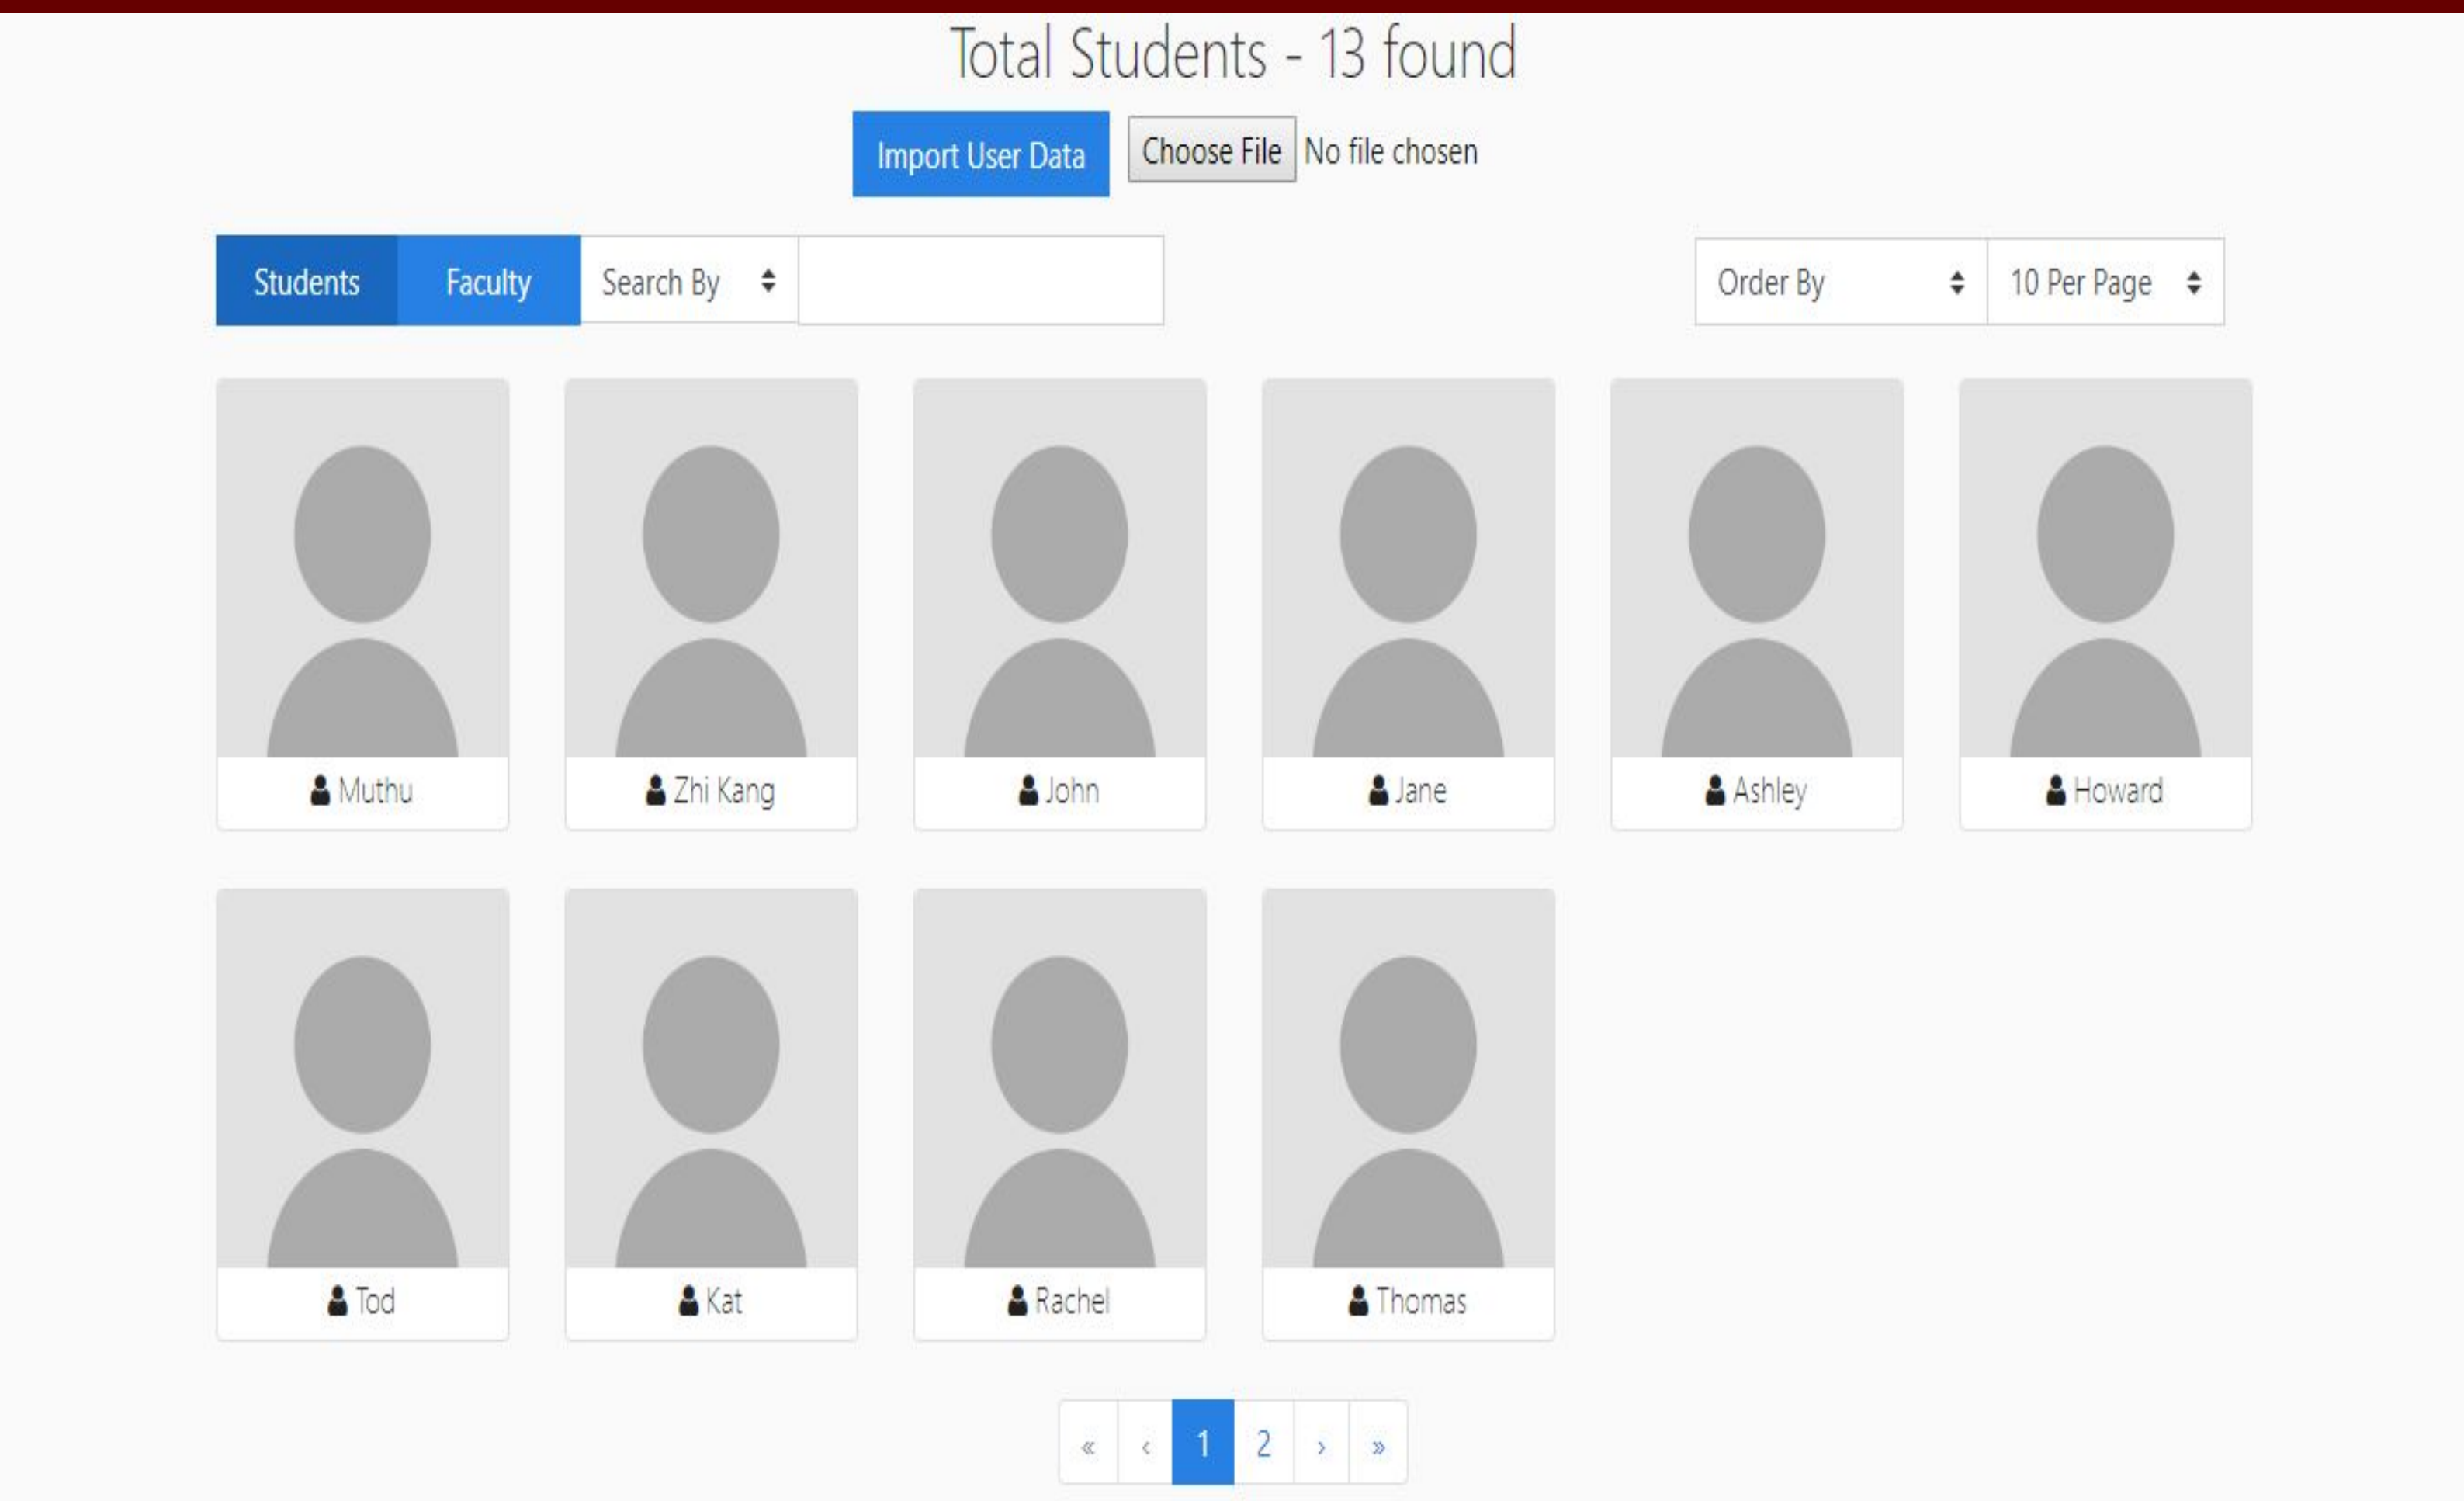 Total Students - 13 found
Import User Data Choose File No file chosen
Students Faculty Search By Order By 10 Per Page
Muthu Zhi Kang John Jane Ashley Howard
Tod Kat Rachel Thomas
« ‹ 1 2 › »